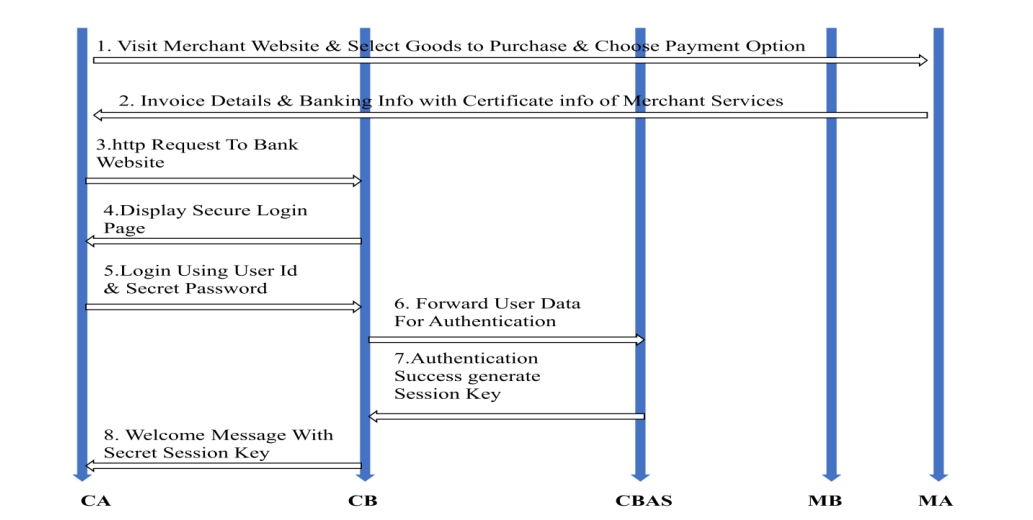 1. Visit Merchant Website & Select Goods to Purchase & Choose Payment Option
2. Invoice Details & Banking Info with Certificate info of Merchant Services
3.http Request To Bank
Website
4.Display Secure Login
Page
5.Login Using User Id
& Secret Password
6. Forward User Data
For Authentication
7.Authentication
Success generate
Session Key
8. Welcome Message With
Secret Session Key
CA CB CBAS MB MA